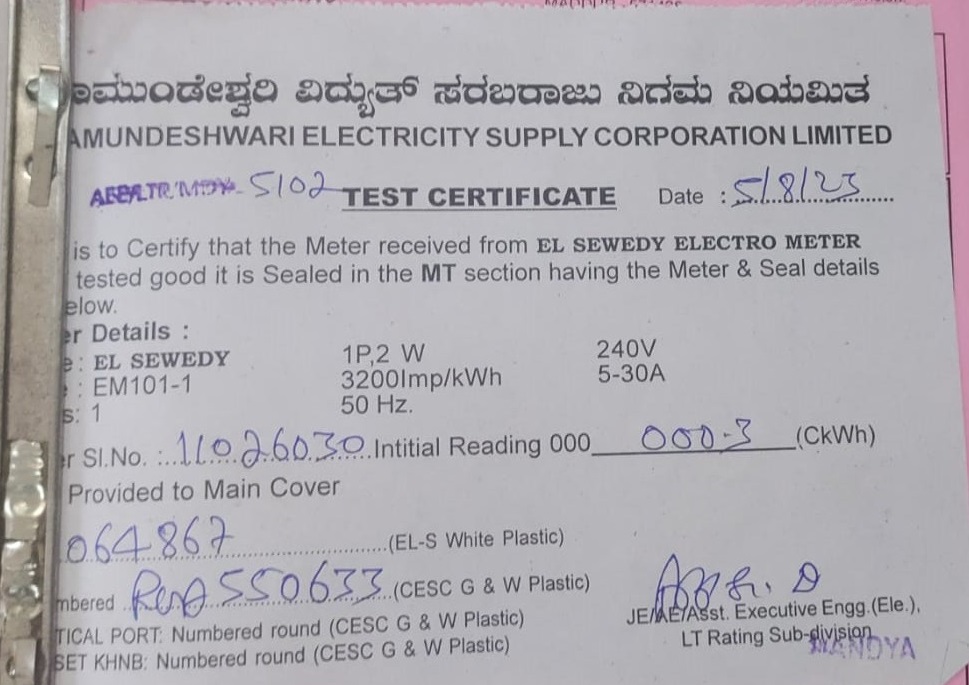 ಾಮುಂಡೇಶ್ವರಿ ವಿದ್ಯುತ್ ಸರಬರಾಜು ನಿಗಮ ನಿಯಮಿತ
AMUNDESHWARI ELECTRICITY SUPPLY CORPORATION LIMITED
5102 TEST CERTIFICATE Date : 5/8/23
is to Certify that the Meter received from EL SEWEDY ELECTRO METER
tested good it is Sealed in the MT section having the Meter & Seal details
elow.
er Details :
e : EL SEWEDY 1P,2 W 240V
: EM101-1 3200Imp/kWh 5-30A
s: 1 50 Hz.
er Sl.No. : 11026030 Intitial Reading 000 000.3 (CkWh)
Provided to Main Cover
064867 (EL-S White Plastic)
mbered 550633 (CESC G & W Plastic)
TICAL PORT: Numbered round (CESC G & W Plastic)
SET KHNB: Numbered round (CESC G & W Plastic)
JE/AE/Asst. Executive Engg.(Ele.),
LT Rating Sub-division
MANDYA